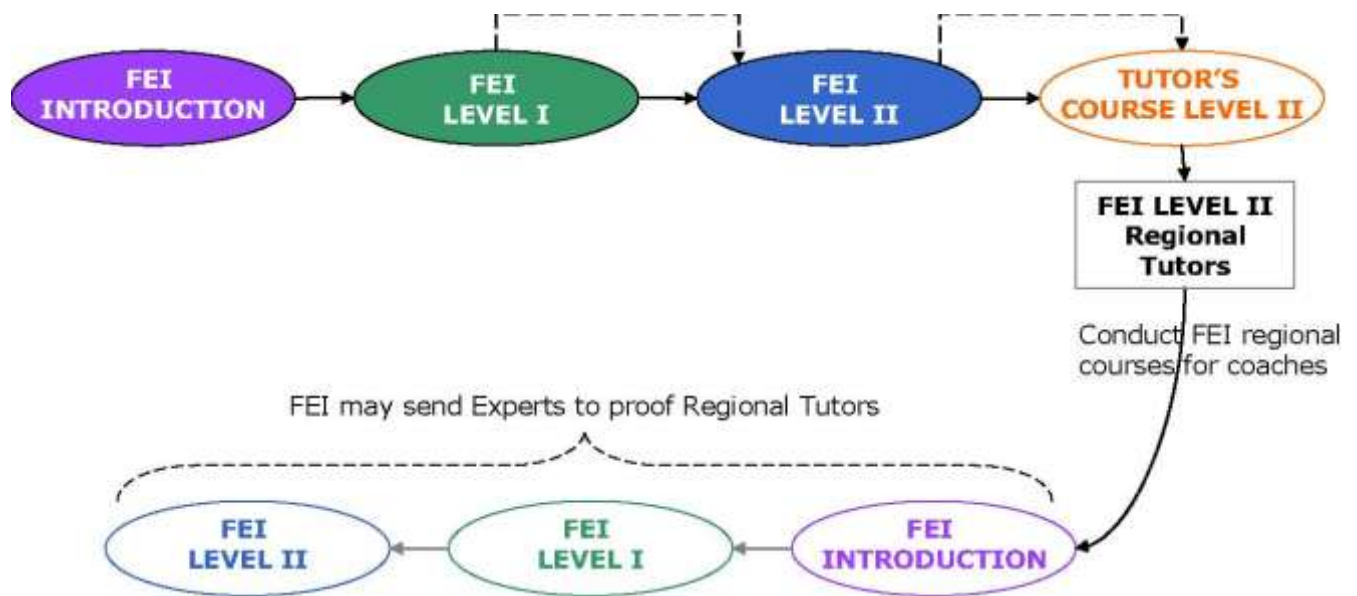 FEI
INTRODUCTION
FEI
LEVEL I
FEI
LEVEL II
TUTOR'S
COURSE LEVEL II
FEI LEVEL II
Regional
Tutors
Conduct FEI regional
courses for coaches
FEI may send Experts to proof Regional Tutors
FEI
LEVEL II
FEI
LEVEL I
FEI
INTRODUCTION